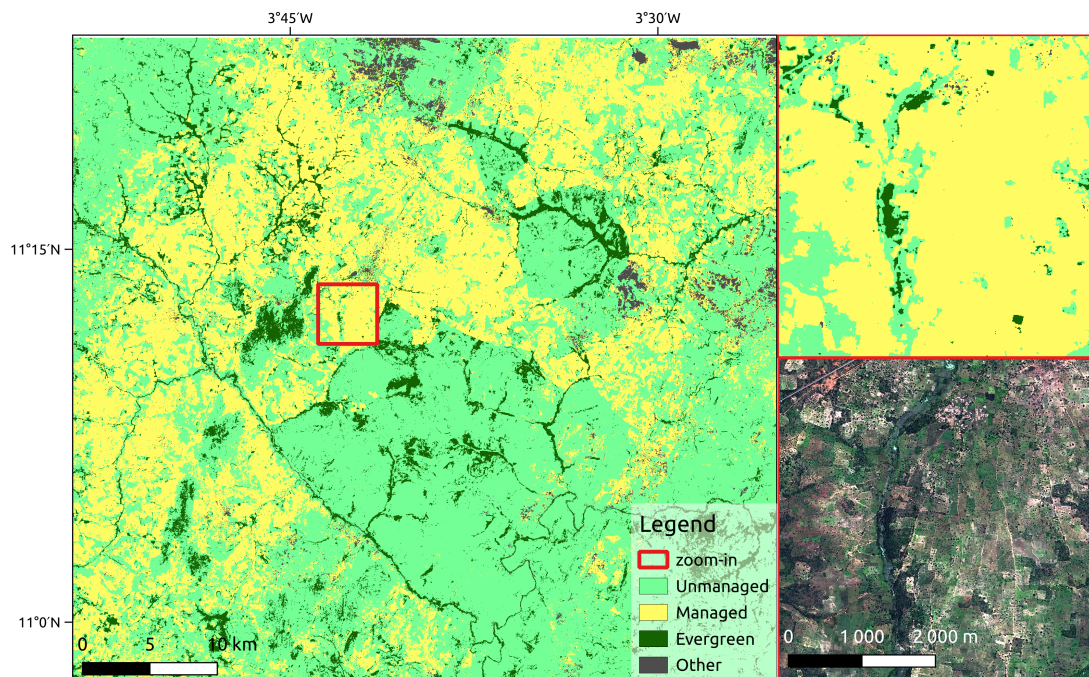 3°45'W
3°30'W
11°15'N
11°0'N
0 5 10 km
Legend
zoom-in
Unmanaged
Managed
Evergreen
Other
0 1 000 2 000 m